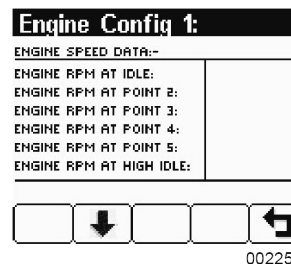 Engine Config 1:
ENGINE SPEED DATA:-
ENGINE RPM AT IDLE:
ENGINE RPM AT POINT 2:
ENGINE RPM AT POINT 3:
ENGINE RPM AT POINT 4:
ENGINE RPM AT POINT 5:
ENGINE RPM AT HIGH IDLE:
00225